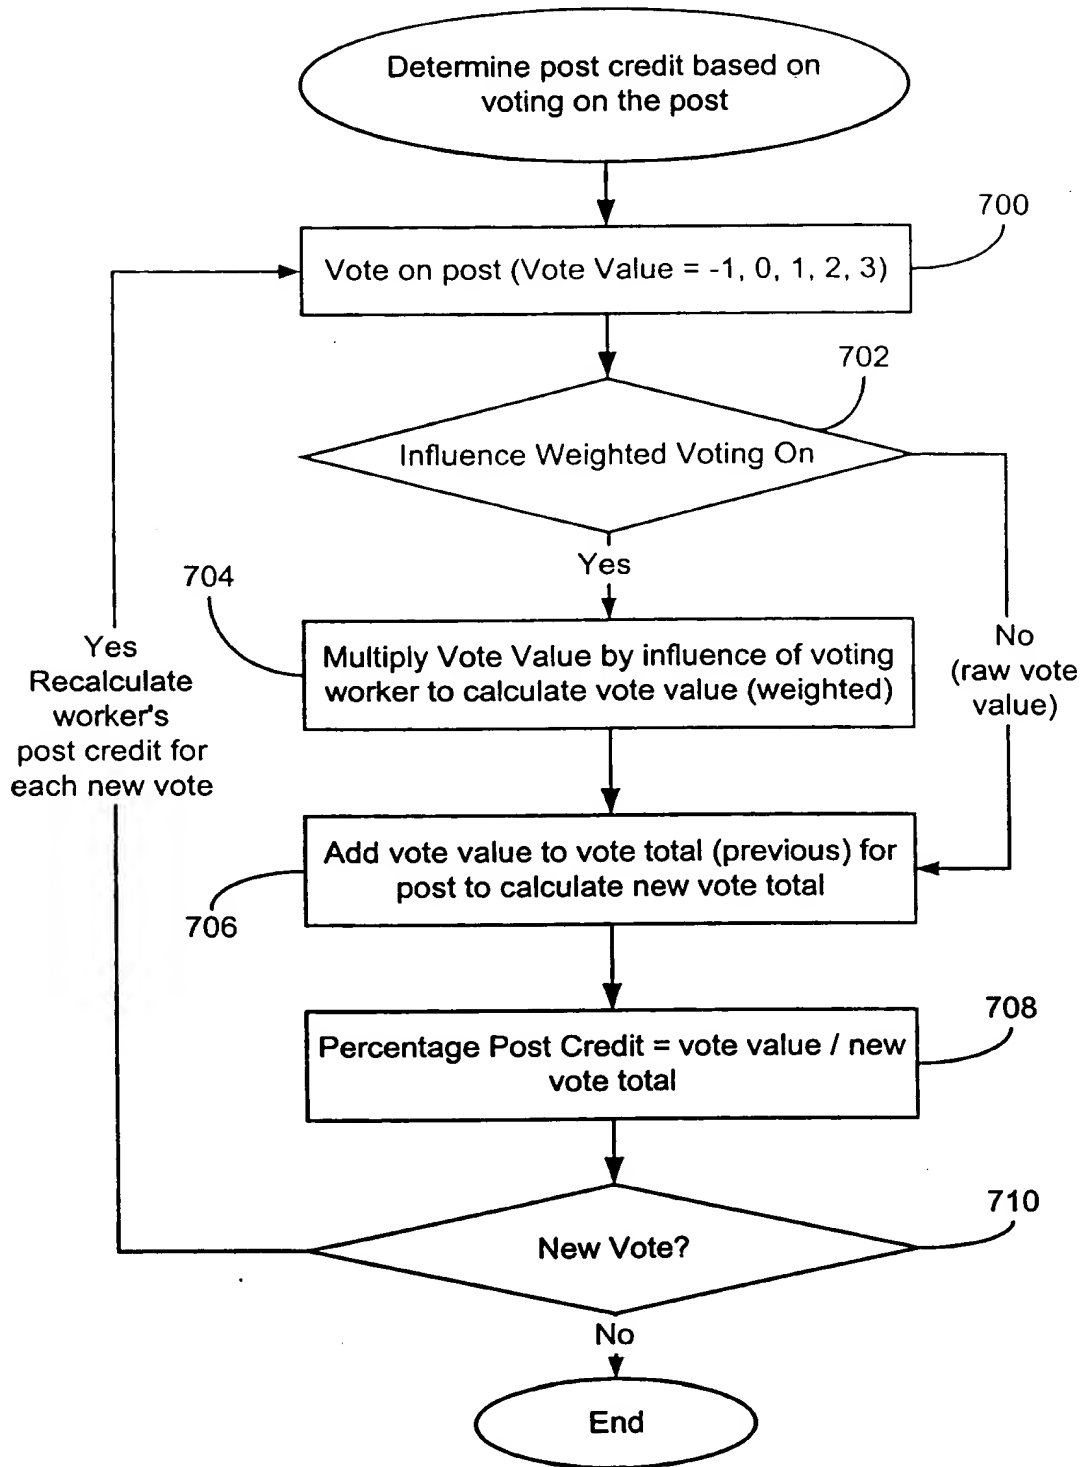 Determine post credit based on
voting on the post
700
Vote on post (Vote Value = -1, 0, 1, 2, 3)
702
Influence Weighted Voting On
Yes
704
No
(raw vote
value)
Multiply Vote Value by influence of voting
worker to calculate vote value (weighted)
Yes
Recalculate
worker's
post credit for
each new vote
Add vote value to vote total (previous) for
post to calculate new vote total
706
708
Percentage Post Credit = vote value / new
vote total
710
New Vote?
No
End